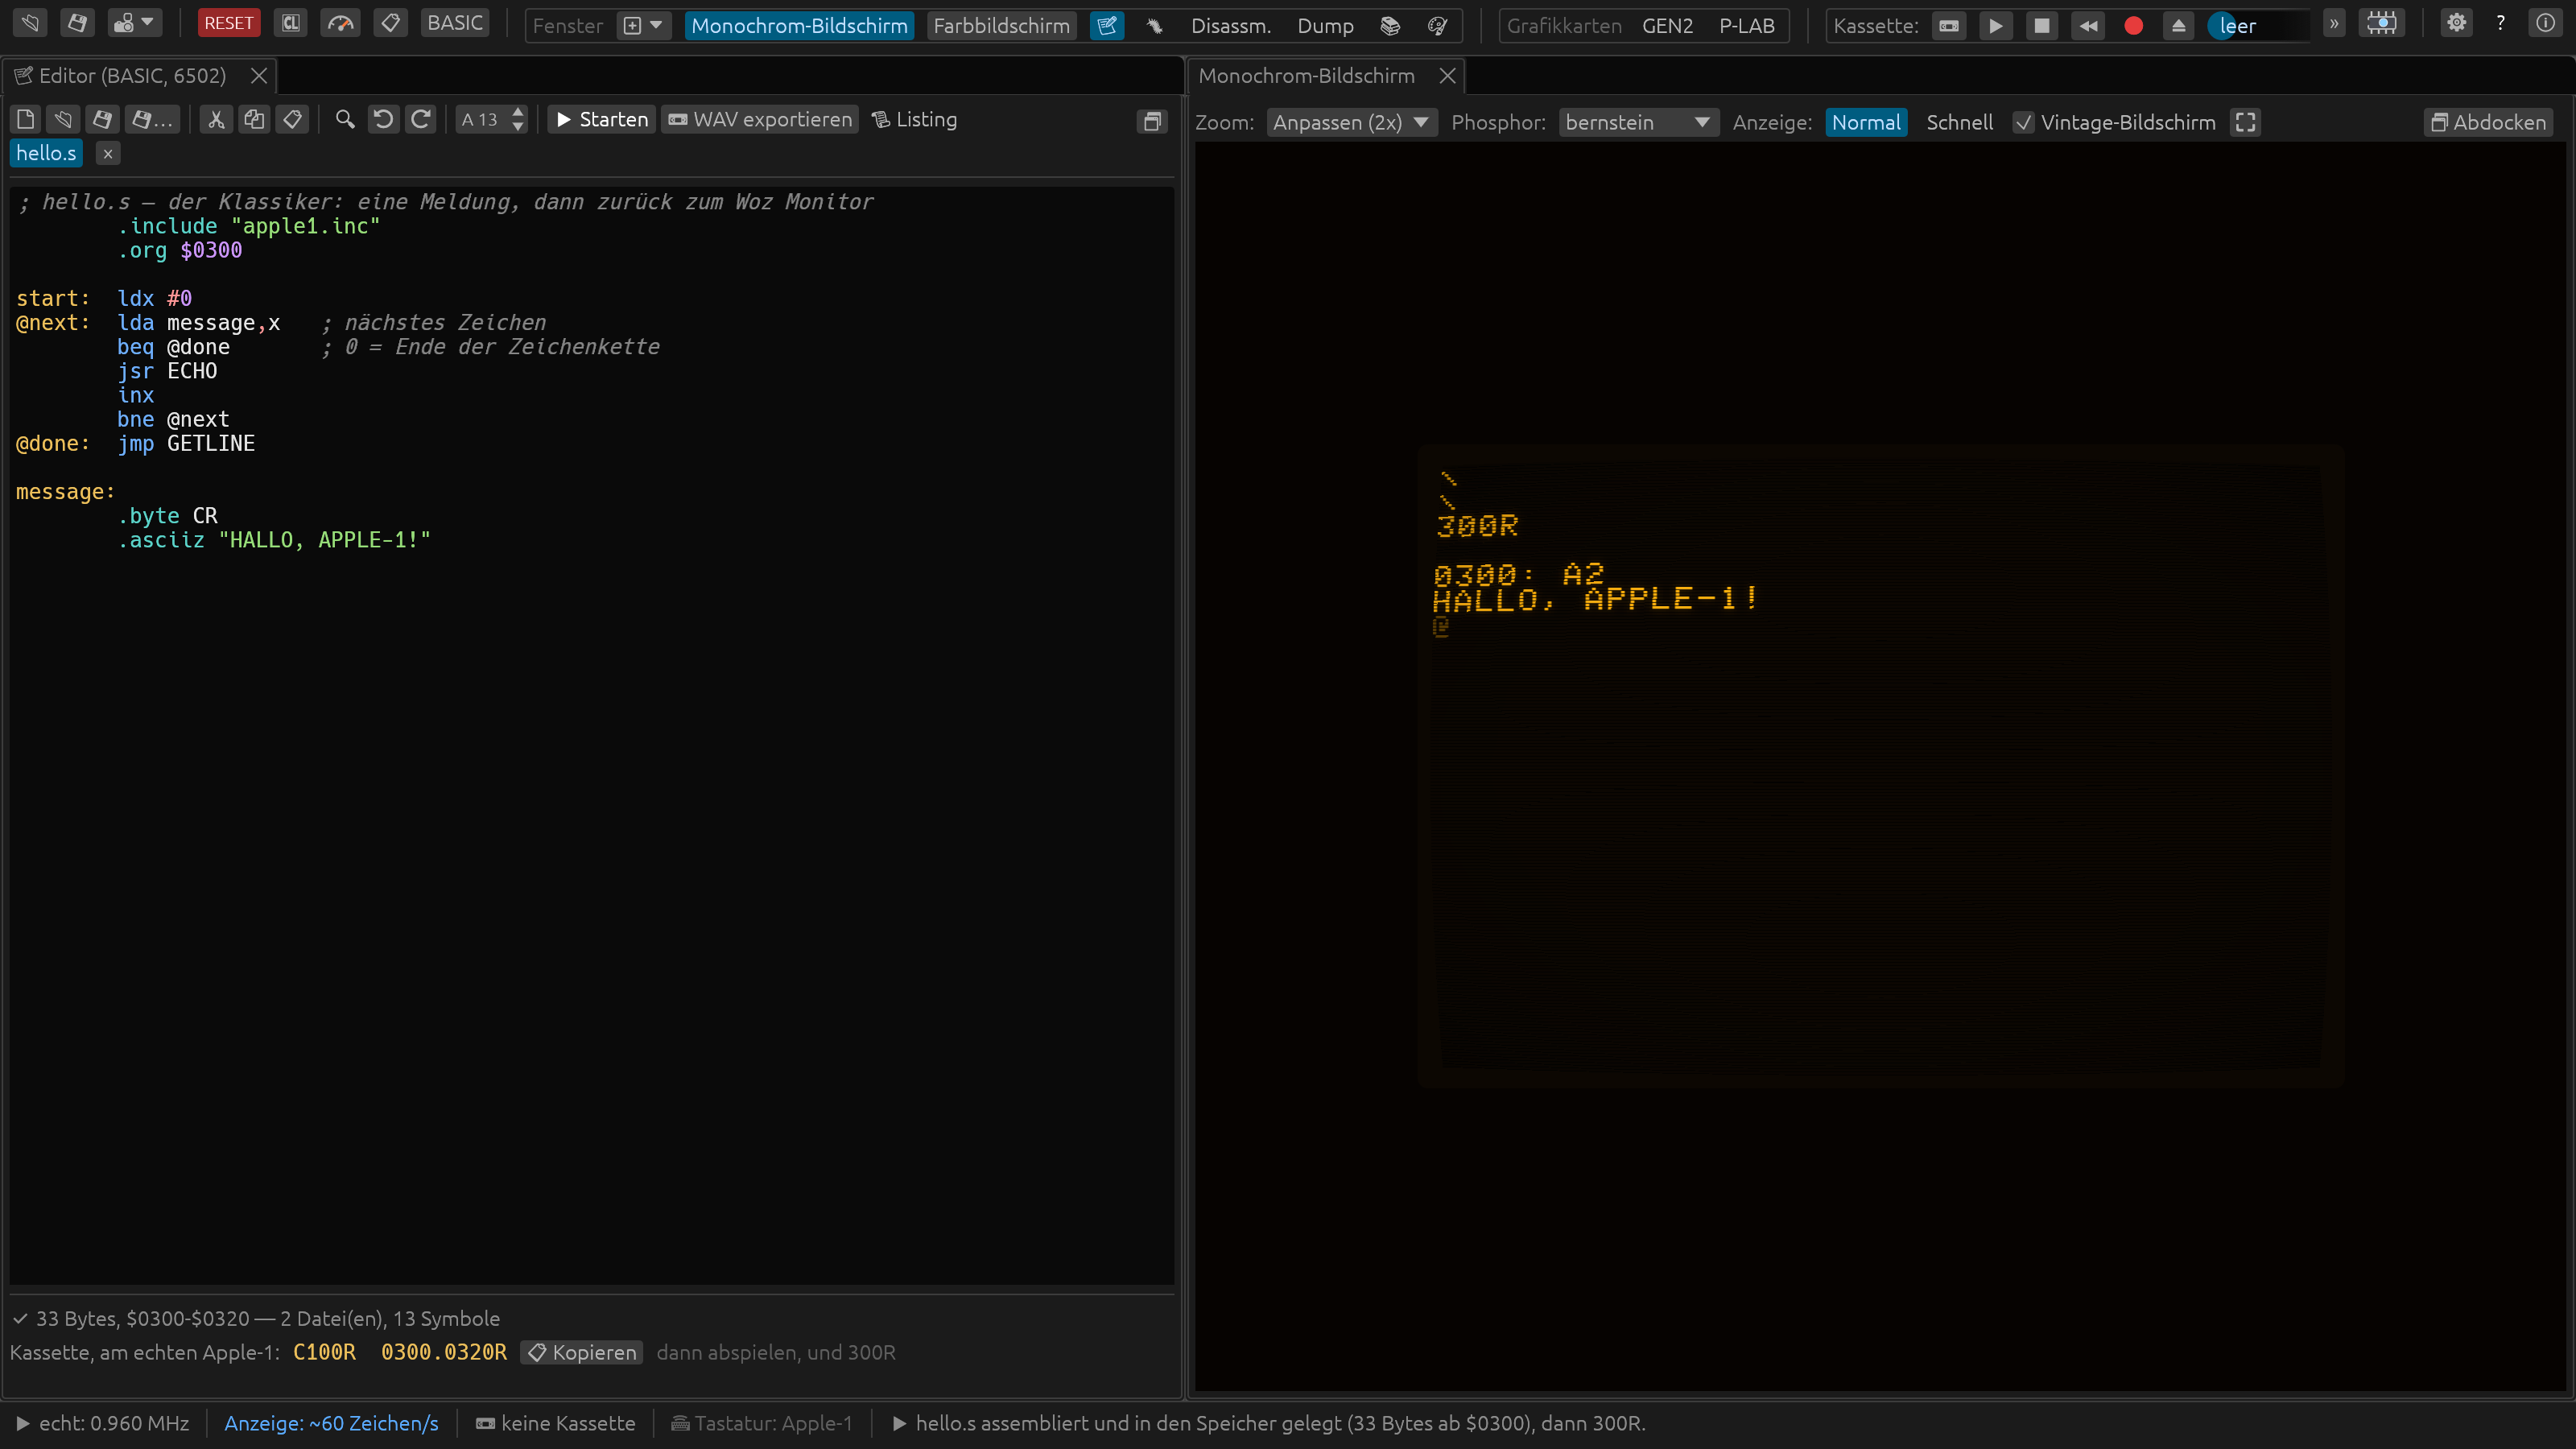 RESET BASIC Fenster Monochrom-Bildschirm Farbbildschirm Disassm. Dump Grafikkarten GEN2 P-LAB Kassette: leer » ?
Editor (BASIC, 6502)
A 13 Starten WAV exportieren Listing
hello.s ×
; hello.s — der Klassiker: eine Meldung, dann zurück zum Woz Monitor
.include "apple1.inc"
.org $0300
start: ldx #0
@next: lda message,x ; nächstes Zeichen
beq @done ; 0 = Ende der Zeichenkette
jsr ECHO
inx
bne @next
@done: jmp GETLINE
message:
.byte CR
.asciiz "HALLO, APPLE-1!"
✓ 33 Bytes, $0300-$0320 — 2 Datei(en), 13 Symbole
Kassette, am echten Apple-1: C100R 0300.0320R Kopieren dann abspielen, und 300R
Monochrom-Bildschirm
Zoom: Anpassen (2x) Phosphor: bernstein Anzeige: Normal Schnell Vintage-Bildschirm Abdocken
\
\
300R
0300: A2
HALLO, APPLE-1!
@
echt: 0.960 MHz Anzeige: ~60 Zeichen/s keine Kassette Tastatur: Apple-1 hello.s assembliert und in den Speicher gelegt (33 Bytes ab $0300), dann 300R.